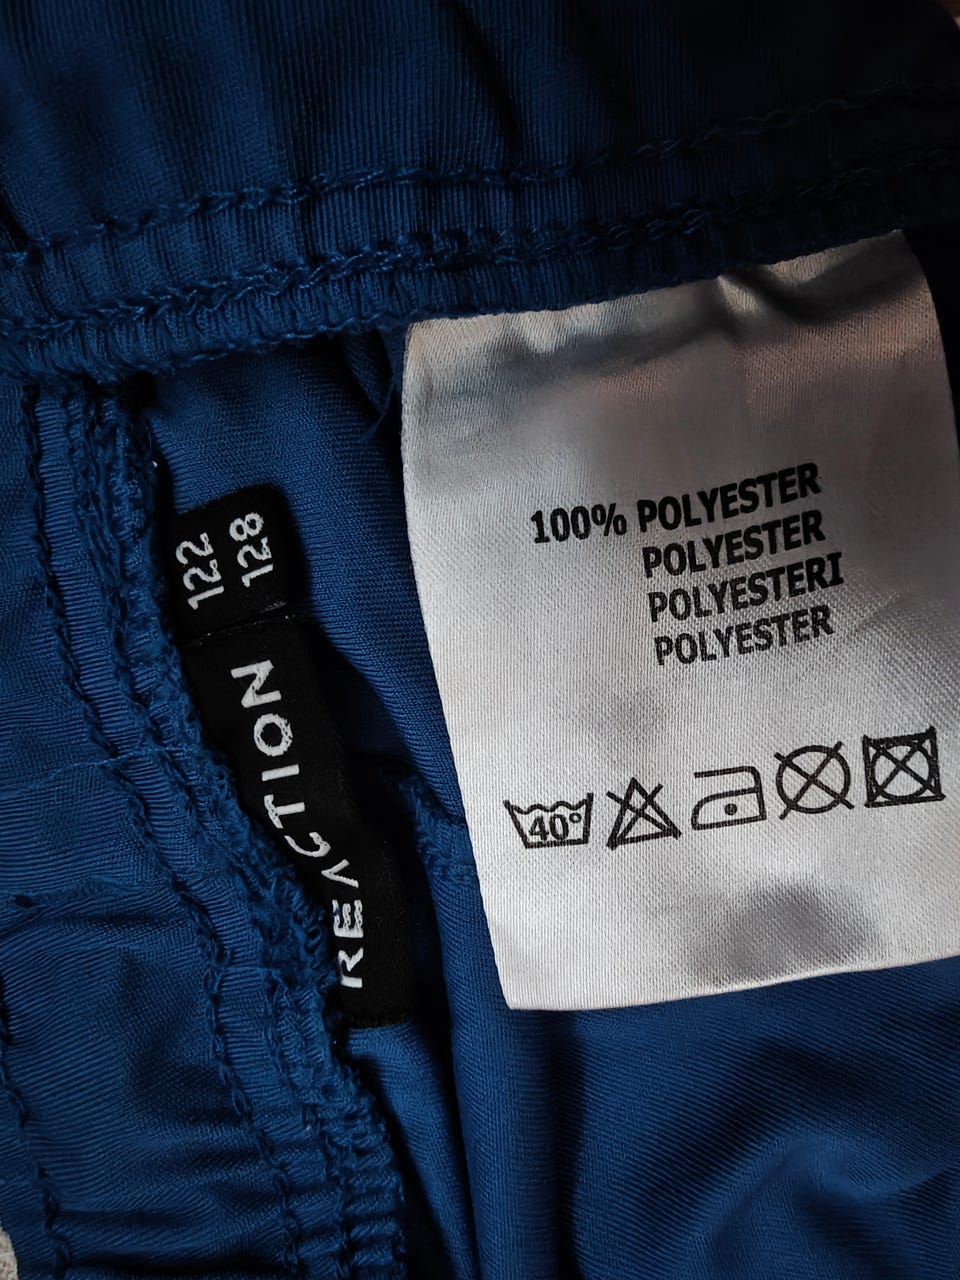 122
128
REACTION
100% POLYESTER
POLYESTER
POLYESTERI
POLYESTER
40°